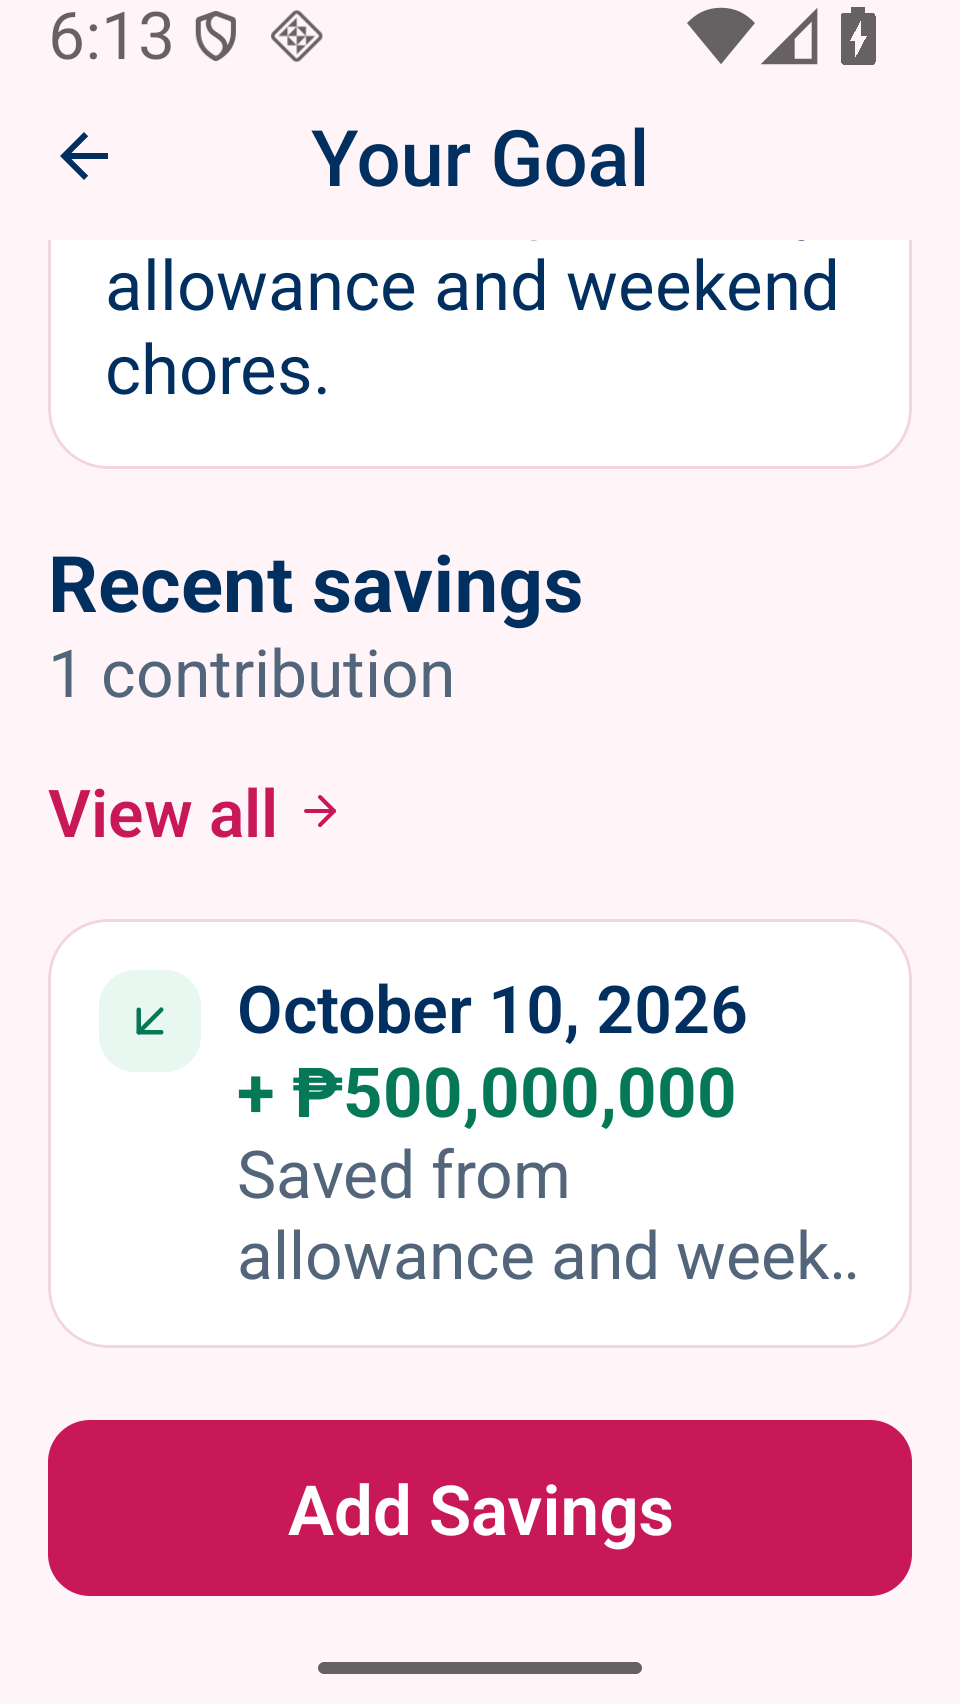 6:13
Your Goal
allowance and weekend
chores.
Recent savings
1 contribution
View all
October 10, 2026
+ ₱500,000,000
Saved from
allowance and week..
Add Savings